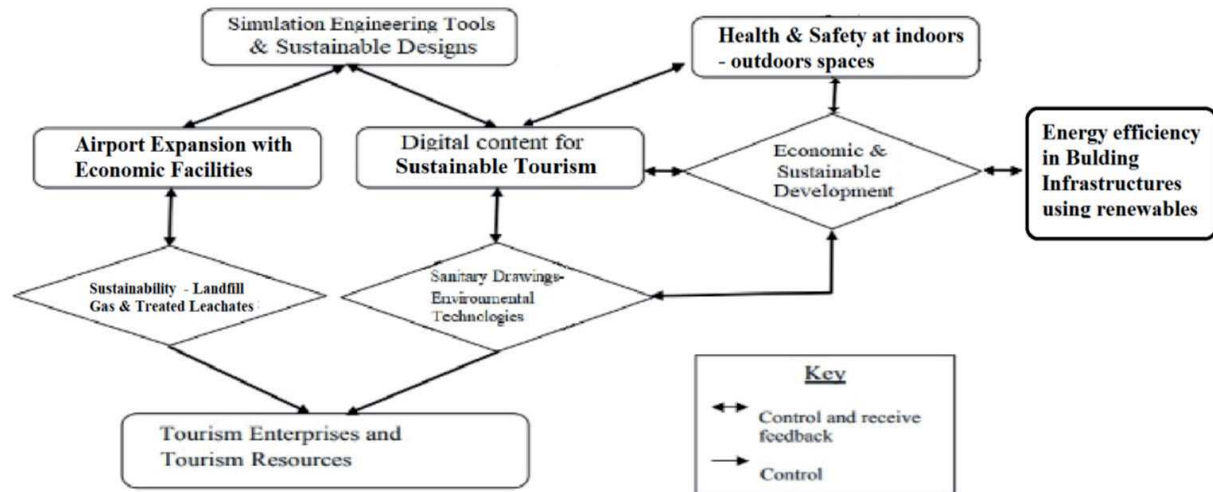 Simulation Engineering Tools
& Sustainable Designs
Health & Safety at indoors
- outdoors spaces
Airport Expansion with
Economic Facilities
Digital content for
Sustainable Tourism
Economic &
Sustainable
Development
Energy efficiency
in Bulding
Infrastructures
using renewables
Sustainability - Landfill
Gas & Treated Leachates
Sanitary Drawings-
Environmental
Technologies
Tourism Enterprises and
Tourism Resources
Key
Control and receive
feedback
Control